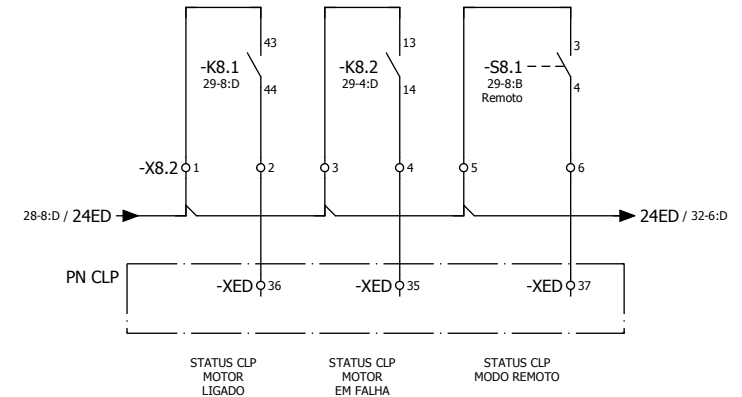 43
13
3
-K8.1
29-8:D
-K8.2
29-4:D
-S8.1
29-8:B
Remoto
44
14
4
-X8.2 1 2 3 4 5 6
28-8:D / 24ED
24ED / 32-6:D
PN CLP
-XED 36
-XED 35
-XED 37
STATUS CLP
MOTOR
LIGADO
STATUS CLP
MOTOR
EM FALHA
STATUS CLP
MODO REMOTO